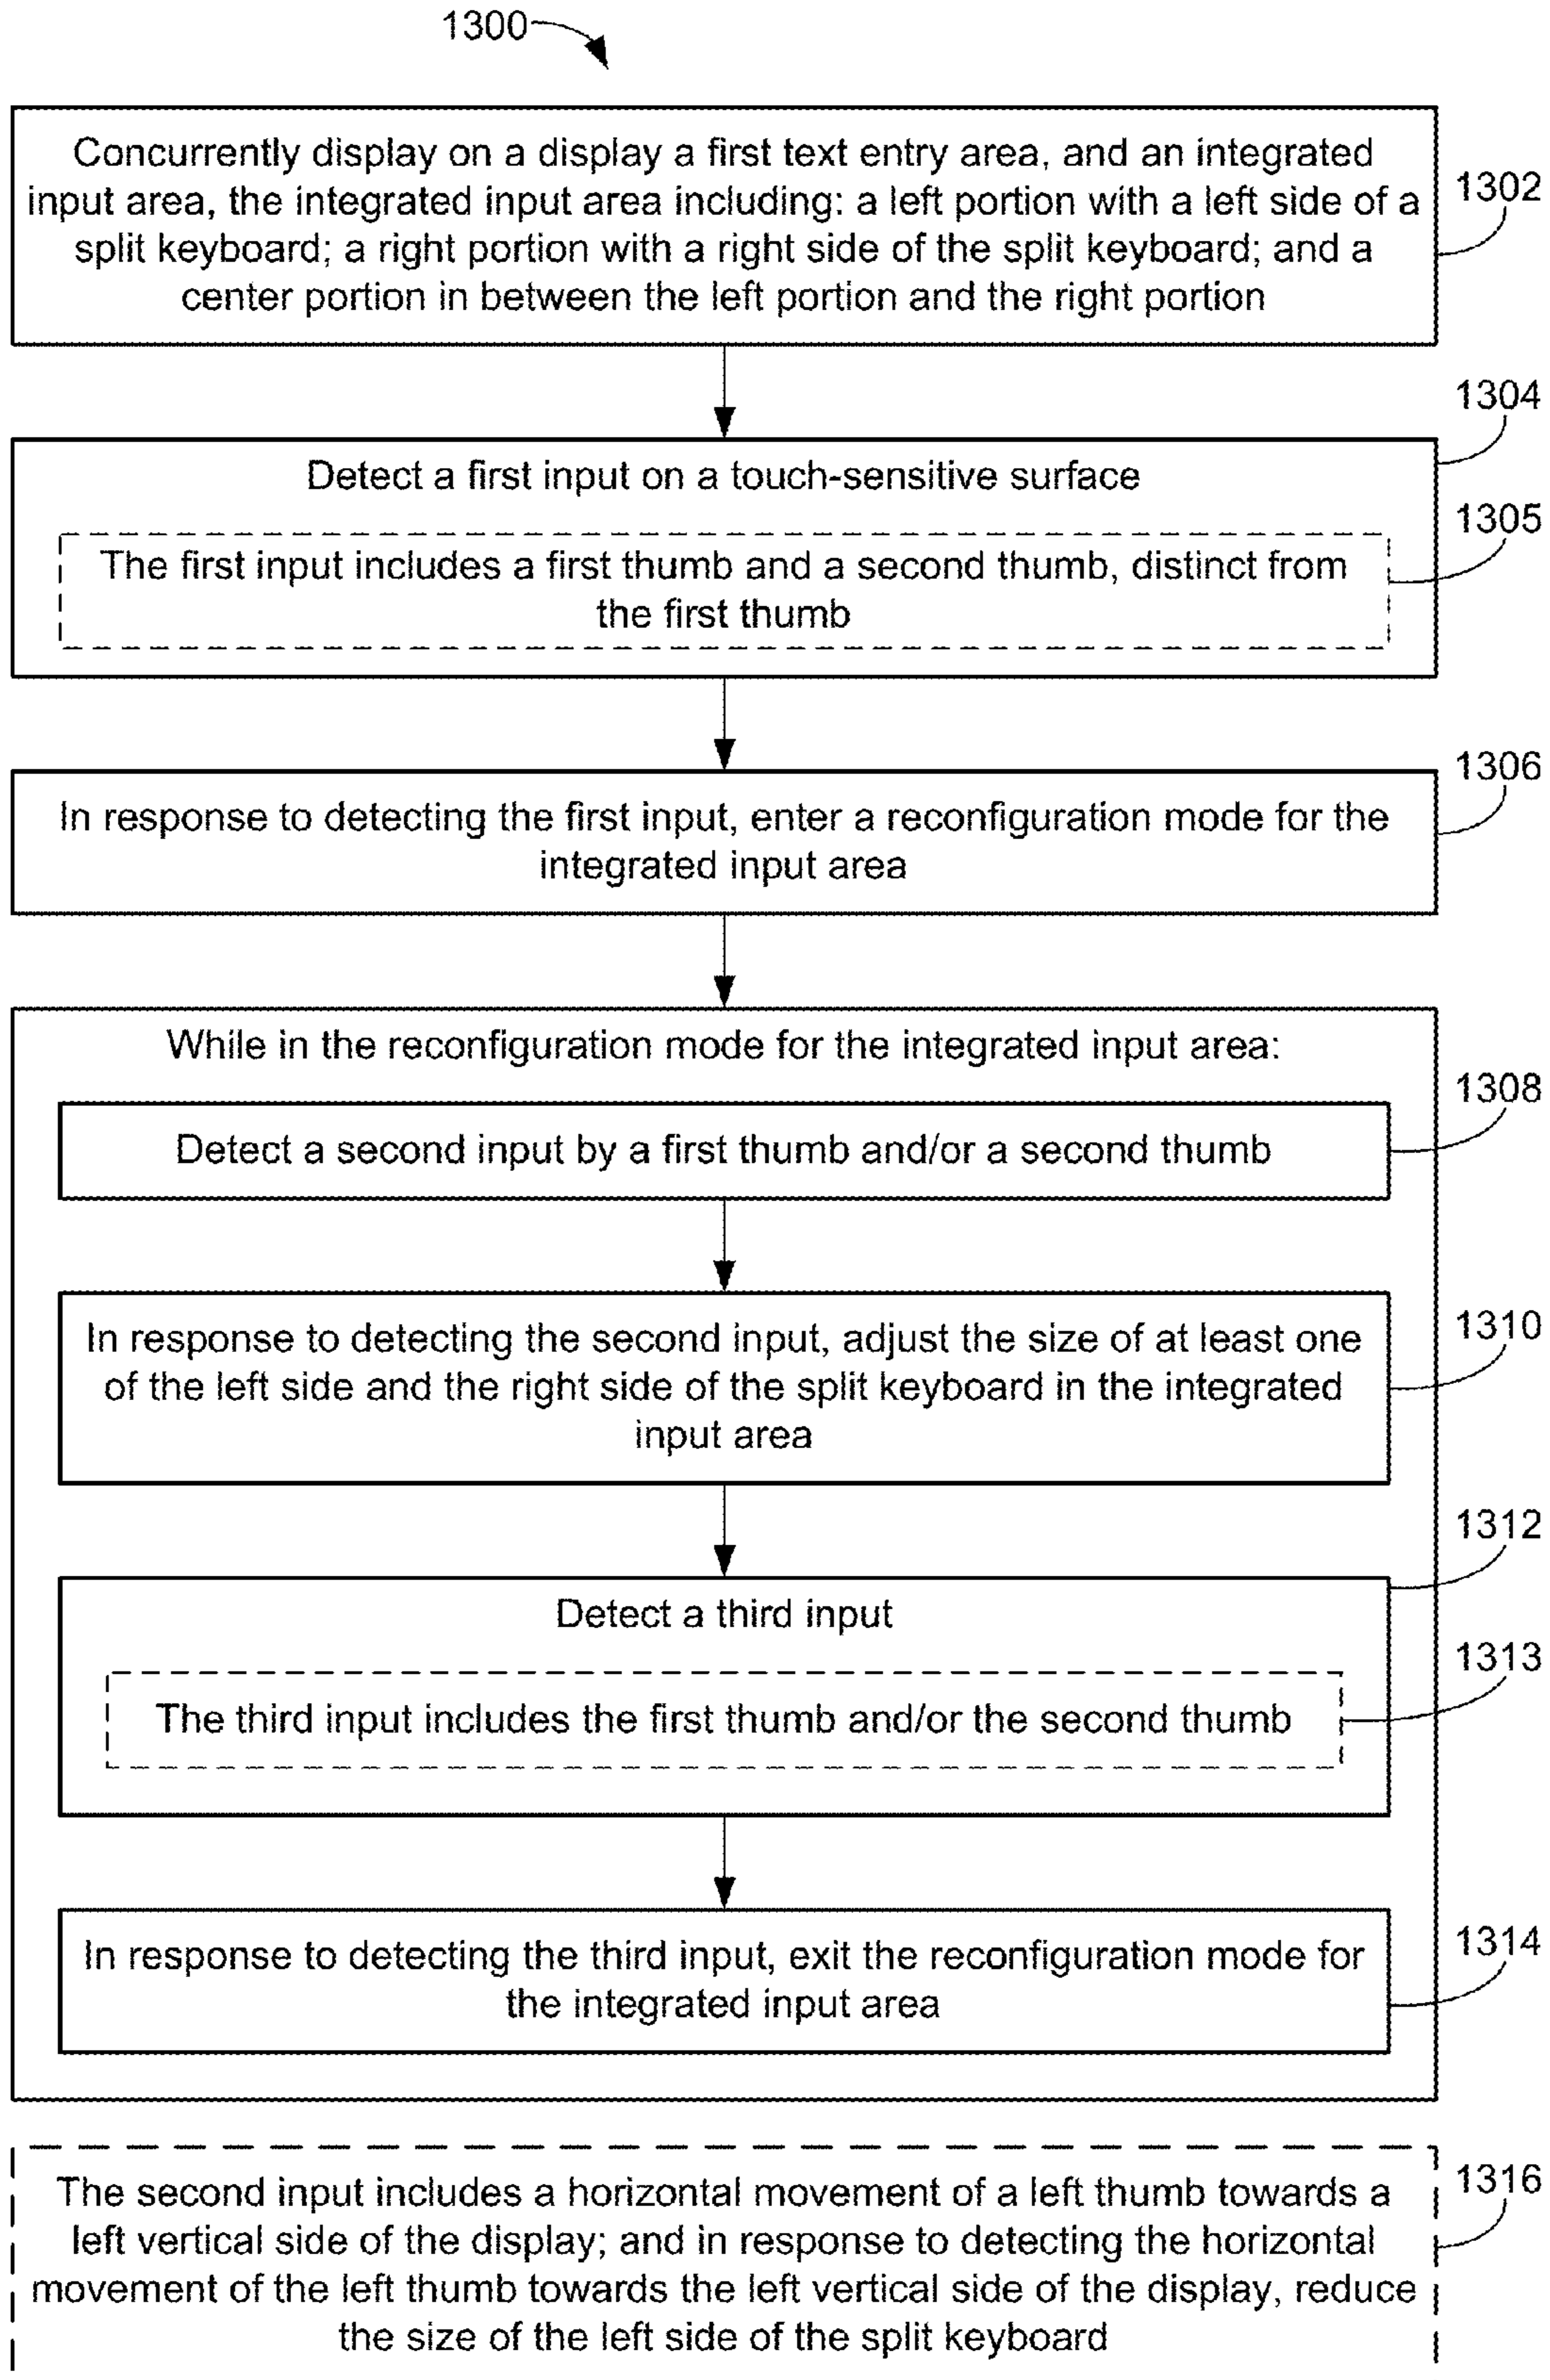 1300
Concurrently display on a display a first text entry area, and an integrated
input area, the integrated input area including: a left portion with a left side of a
split keyboard; a right portion with a right side of the split keyboard; and a
center portion in between the left portion and the right portion
1302
1304
Detect a first input on a touch-sensitive surface
1305
The first input includes a first thumb and a second thumb, distinct from
the first thumb
1306
In response to detecting the first input, enter a reconfiguration mode for the
integrated input area
While in the reconfiguration mode for the integrated input area:
1308
Detect a second input by a first thumb and/or a second thumb
In response to detecting the second input, adjust the size of at least one
of the left side and the right side of the split keyboard in the integrated
input area
1310
1312
Detect a third input
1313
The third input includes the first thumb and/or the second thumb
In response to detecting the third input, exit the reconfiguration mode for
the integrated input area
1314
The second input includes a horizontal movement of a left thumb towards a
left vertical side of the display; and in response to detecting the horizontal
movement of the left thumb towards the left vertical side of the display, reduce
the size of the left side of the split keyboard
1316